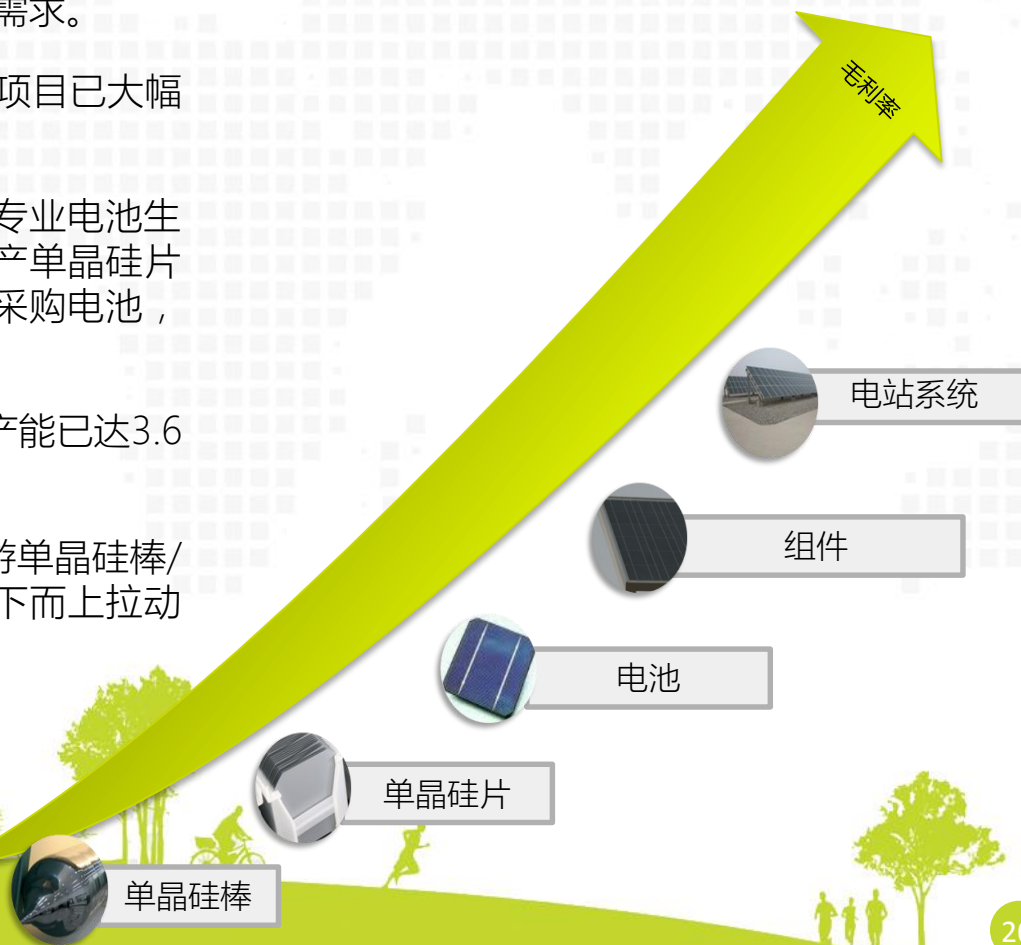 需求。
项目已大幅
专业电池生
产单晶硅片
采购电池，
产能已达3.6
单晶硅棒/
下而上拉动
毛利率
电站系统
组件
电池
单晶硅片
单晶硅棒